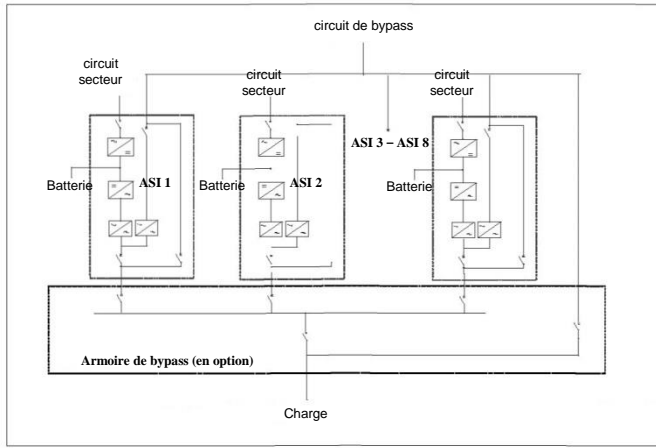 circuit de bypass
circuit
secteur
circuit
secteur
circuit
secteur
ASI 3 – ASI 8
Batterie
ASI 1
Batterie
ASI 2
Batterie
Armoire de bypass (en option)
Charge